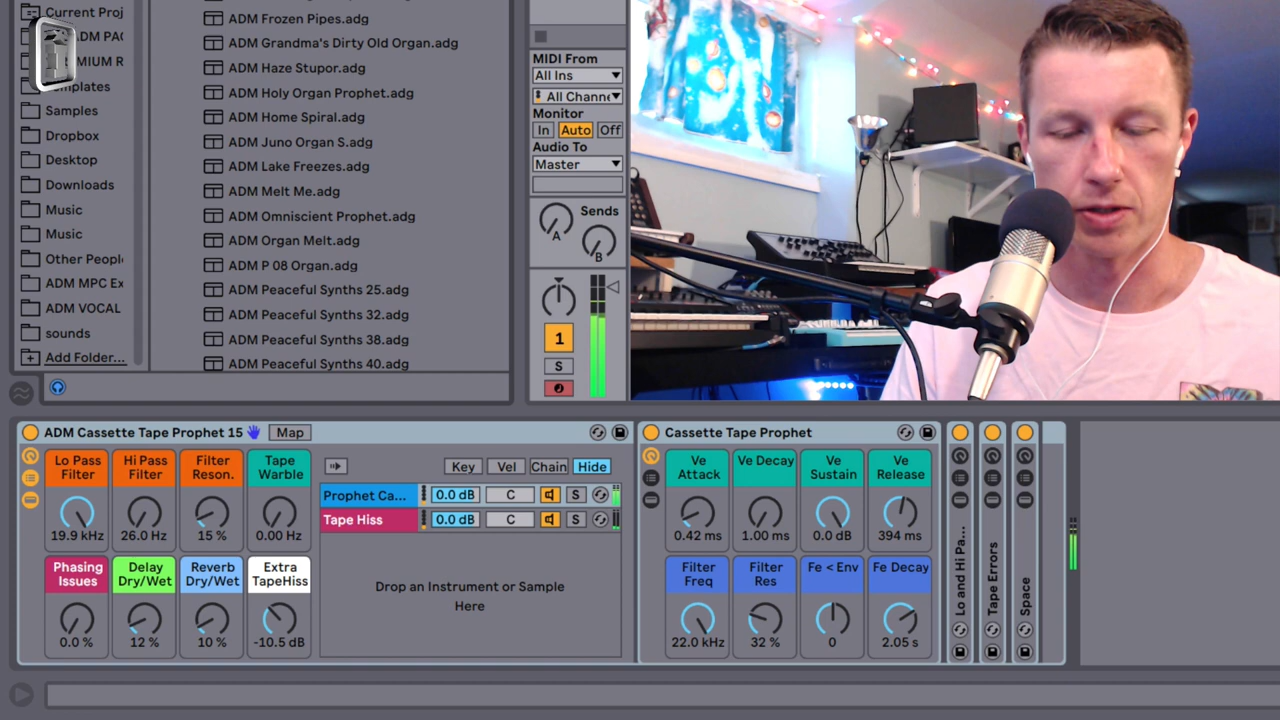 Current Proj
ADM PAC
MIUM R
mplates
Samples
Dropbox
Desktop
Downloads
Music
Music
Other People
ADM MPC Ex
ADM VOCAL
sounds
Add Folder...
ADM Frozen Pipes.adg
ADM Grandma's Dirty Old Organ.adg
ADM Haze Stupor.adg
ADM Holy Organ Prophet.adg
ADM Home Spiral.adg
ADM Juno Organ S.adg
ADM Lake Freezes.adg
ADM Melt Me.adg
ADM Omniscient Prophet.adg
ADM Organ Melt.adg
ADM P 08 Organ.adg
ADM Peaceful Synths 25.adg
ADM Peaceful Synths 32.adg
ADM Peaceful Synths 38.adg
ADM Peaceful Synths 40.adg
MIDI From
All Ins
All Channe
Monitor
In Auto Off
Audio To
Master
Sends
A
B
1
S
ADM Cassette Tape Prophet 15 Map
Lo Pass Filter
Hi Pass Filter
Filter Reson.
Tape Warble
19.9 kHz 26.0 Hz 15 % 0.00 Hz
Phasing Issues
Delay Dry/Wet
Reverb Dry/Wet
Extra TapeHiss
0.0 % 12 % 10 % -10.5 dB
Key Vel Chain Hide
Prophet Ca... 0.0 dB C S
Tape Hiss 0.0 dB C S
Drop an Instrument or Sample
Here
Cassette Tape Prophet
Ve Attack
Ve Decay
Ve Sustain
Ve Release
0.42 ms 1.00 ms 0.0 dB 394 ms
Filter Freq
Filter Res
Fe < Env
Fe Decay
22.0 kHz 32 % 0 2.05 s
Lo and Hi Pa...
Tape Errors
Space